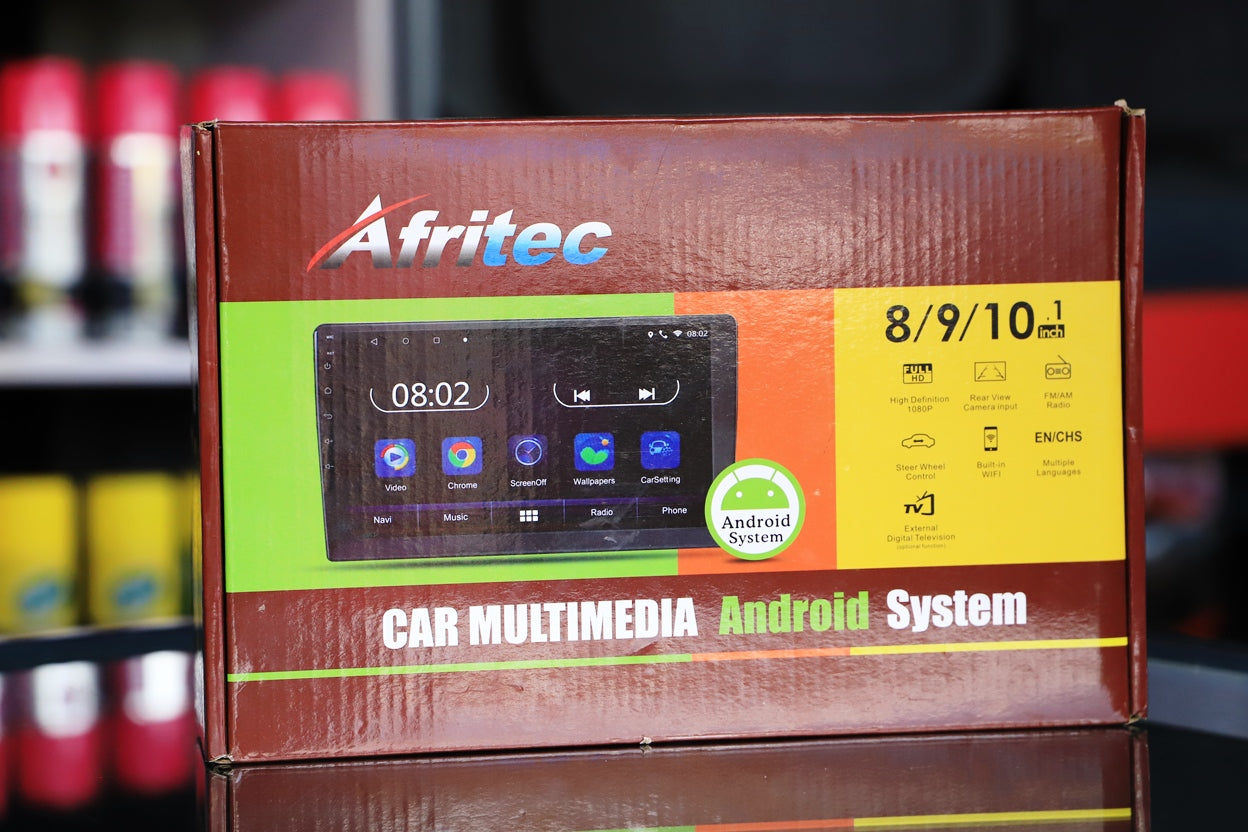 Afritec
08:02
08:02
Video
Chrome
ScreenOff
Wallpapers
CarSetting
Navi
Music
Radio
Phone
Android
System
8/9/10.1
inch
FULL
HD
High Definition
1080P
Rear View
Camera input
FM/AM
Radio
Steer Wheel
Control
Built-in
WIFI
EN/CHS
Multiple
Languages
TV
External
Digital Television
(optional function)
CAR MULTIMEDIA Android System